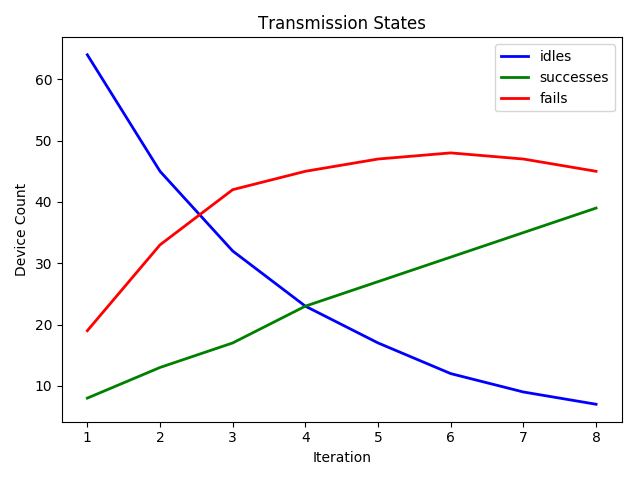 Transmission States
idles
successes
fails
Device Count
60
50
40
30
20
10
1 2 3 4 5 6 7 8
Iteration